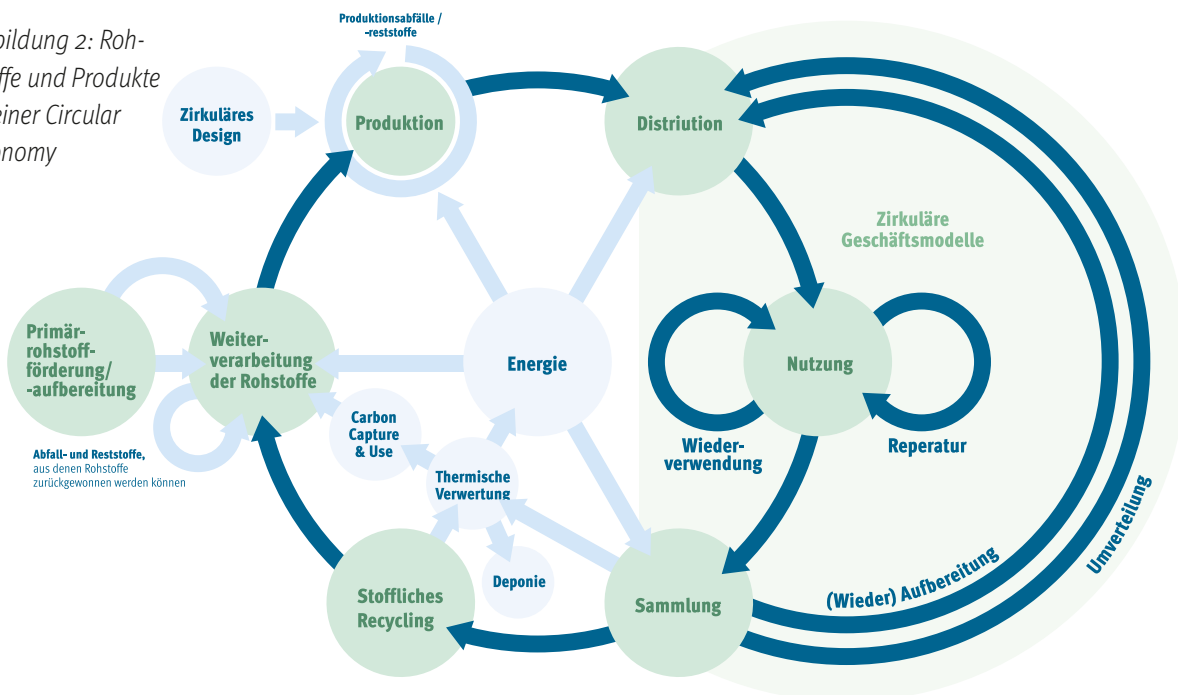 bildung 2: Roh-
ffe und Produkte
einer Circular
onomy
Produktionsabfälle /
-reststoffe
Zirkuläres
Design
Produktion
Distriution
Zirkuläre
Geschäftsmodelle
Primär-
rohstoff-
förderung/
-aufbereitung
Weiter-
verarbeitung
der Rohstoffe
Energie
Nutzung
Carbon
Capture
& Use
Wieder-
verwendung
Reperatur
Abfall- und Reststoffe,
aus denen Rohstoffe
zurückgewonnen werden können
Thermische
Verwertung
Umverteilung
(Wieder) Aufbereitung
Deponie
Stoffliches
Recycling
Sammlung